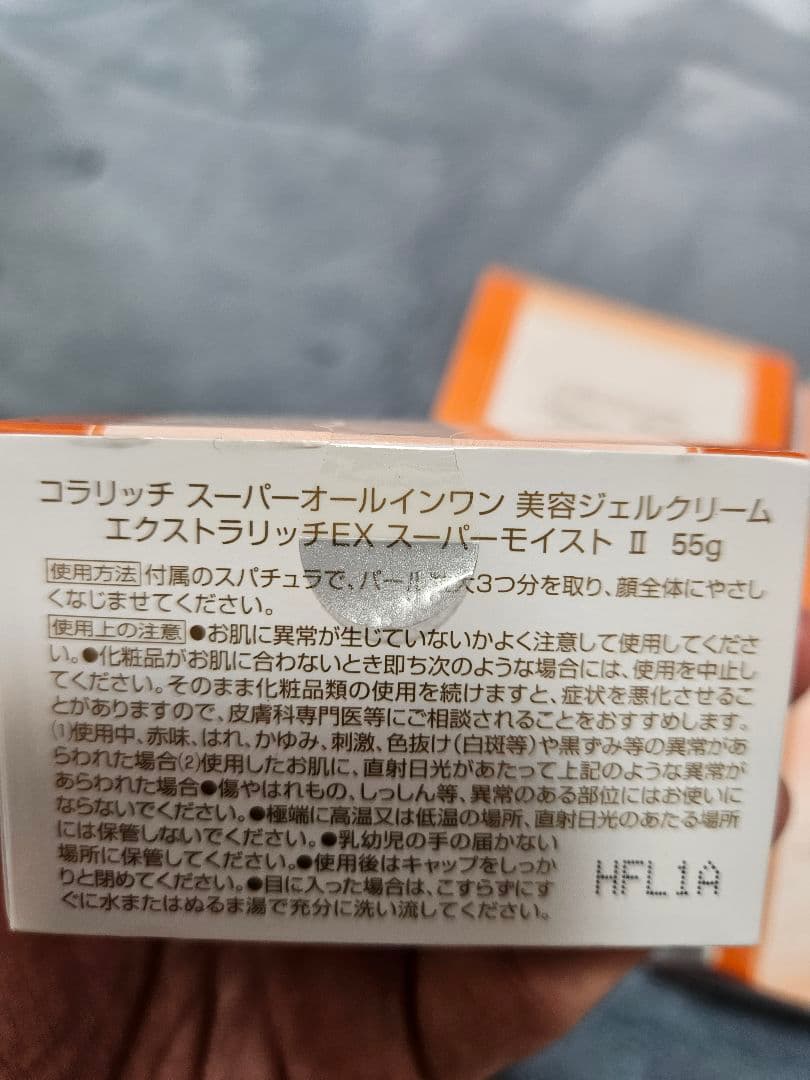 コラリッチ スーパーオールインワン 美容ジェルクリーム
エクストラリッチEX スーパーモイスト Ⅱ 55g
使用方法 付属のスパチュラで、パール 大3つ分を取り、顔全体にやさし
くなじませてください。
使用上の注意 ●お肌に異常が生じていないかよく注意して使用してくださ
い。●化粧品がお肌に合わないとき即ち次のような場合には、使用を中止し
てください。そのまま化粧品類の使用を続けますと、症状を悪化させるこ
とがありますので、皮膚科専門医等にご相談されることをおすすめします。
(1)使用中、赤味、はれ、かゆみ、刺激、色抜け(白斑等)や黒ずみ等の異常があ
らわれた場合(2)使用したお肌に、直射日光があたって上記のような異常が
あらわれた場合●傷やはれもの、しっしん等、異常のある部位にはお使いに
ならないでください。●極端に高温又は低温の場所、直射日光のあたる場所
には保管しないでください。●乳幼児の手の届かない
場所に保管してください。●使用後はキャップをしっか
りと閉めてください。●目に入った場合は、こすらずにす
ぐに水またはぬるま湯で充分に洗い流してください。
HFL1A